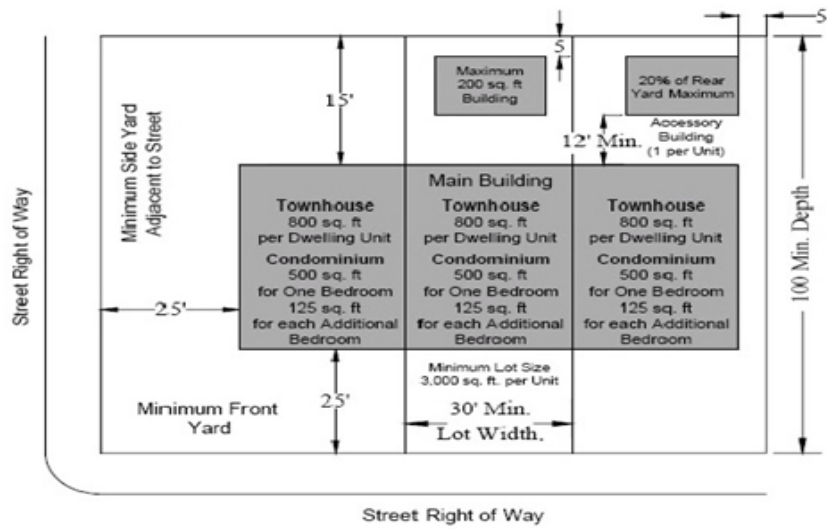 5
5
Maximum
200 sq. ft
Building
20% of Rear
Yard Maximum
15'
12' Min.
Accessory
Building
(1 per Unit)
Minimum Side Yard
Adjacent to Street
Street Right of Way
Main Building
Townhouse
800 sq. ft
per Dwelling Unit
Condominium
500 sq. ft
for One Bedroom
125 sq. ft
for each Additional
Bedroom
Townhouse
800 sq. ft
per Dwelling Unit
Condominium
500 sq. ft
for One Bedroom
125 sq. ft
for each Additional
Bedroom
Townhouse
800 sq. ft
per Dwelling Unit
Condominium
500 sq. ft
for One Bedroom
125 sq. ft
for each Additional
Bedroom
100 Min. Depth
25'
25'
Minimum Lot Size
3,000 sq. ft. per Unit
Minimum Front
Yard
30' Min.
Lot Width.
Street Right of Way